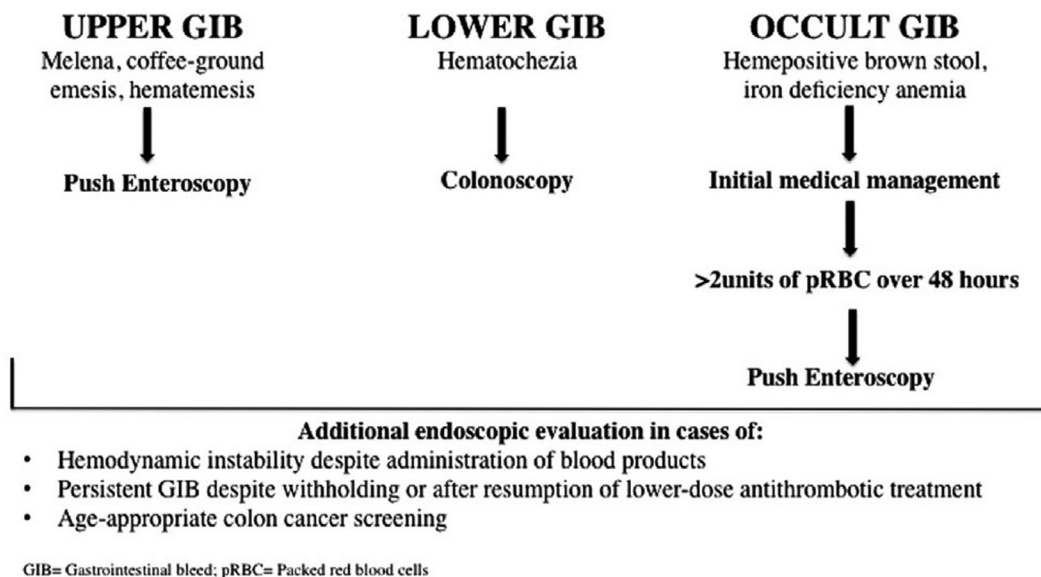 UPPER GIB
Melena, coffee-ground
emesis, hematemesis
Push Enteroscopy
LOWER GIB
Hematochezia
Colonoscopy
OCCULT GIB
Hemepositive brown stool,
iron deficiency anemia
Initial medical management
>2units of pRBC over 48 hours
Push Enteroscopy
Additional endoscopic evaluation in cases of:
• Hemodynamic instability despite administration of blood products
• Persistent GIB despite withholding or after resumption of lower-dose antithrombotic treatment
• Age-appropriate colon cancer screening
GIB= Gastrointestinal bleed; pRBC= Packed red blood cells